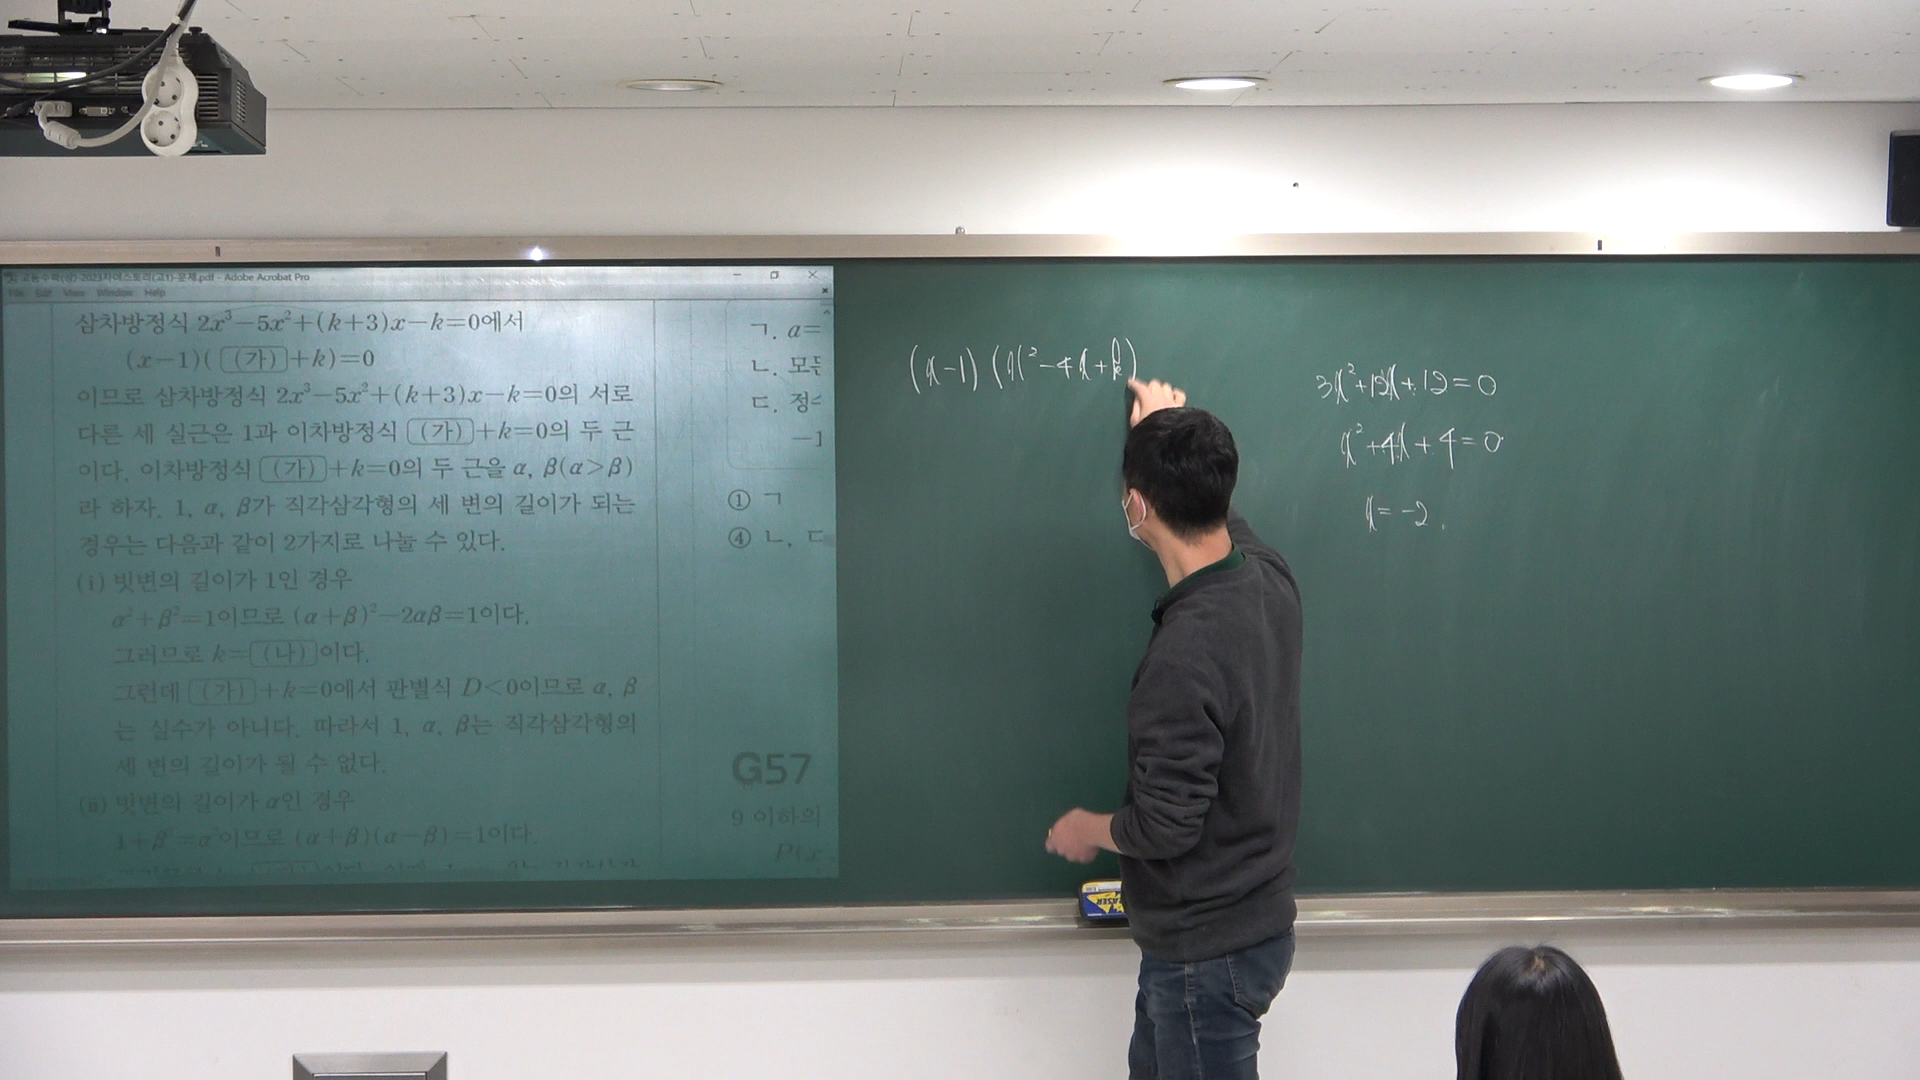 고등수학(상)-2023자이스토리(고1)-문제.pdf - Adobe Acrobat Pro
File Edit View Window Help
삼차방정식 2x³-5x²+(k+3)x-k=0에서
(x-1)( (가) +k)=0
이므로 삼차방정식 2x³-5x²+(k+3)x-k=0의 서로
다른 세 실근은 1과 이차방정식 (가) +k=0의 두 근
이다. 이차방정식 (가) +k=0의 두 근을 α, β(α>β)
라 하자. 1, α, β가 직각삼각형의 세 변의 길이가 되는
경우는 다음과 같이 2가지로 나눌 수 있다.
(i) 빗변의 길이가 1인 경우
α²+β²=1이므로 (α+β)²-2αβ=1이다.
그러므로 k= (나) 이다.
그런데 (가) +k=0에서 판별식 D<0이므로 α, β
는 실수가 아니다. 따라서 1, α, β는 직각삼각형의
세 변의 길이가 될 수 없다.
(ii) 빗변의 길이가 α인 경우
1+β²=α²이므로 (α+β)(α-β)=1이다.
ㄱ. a=
ㄴ. 모든
ㄷ.
① ㄱ
④ ㄴ, ㄷ
G57
9 이하의
P(x
(x-1) (x²-4x+k)
3x²+12x+12=0
x²+4x+4=0
x=-2.